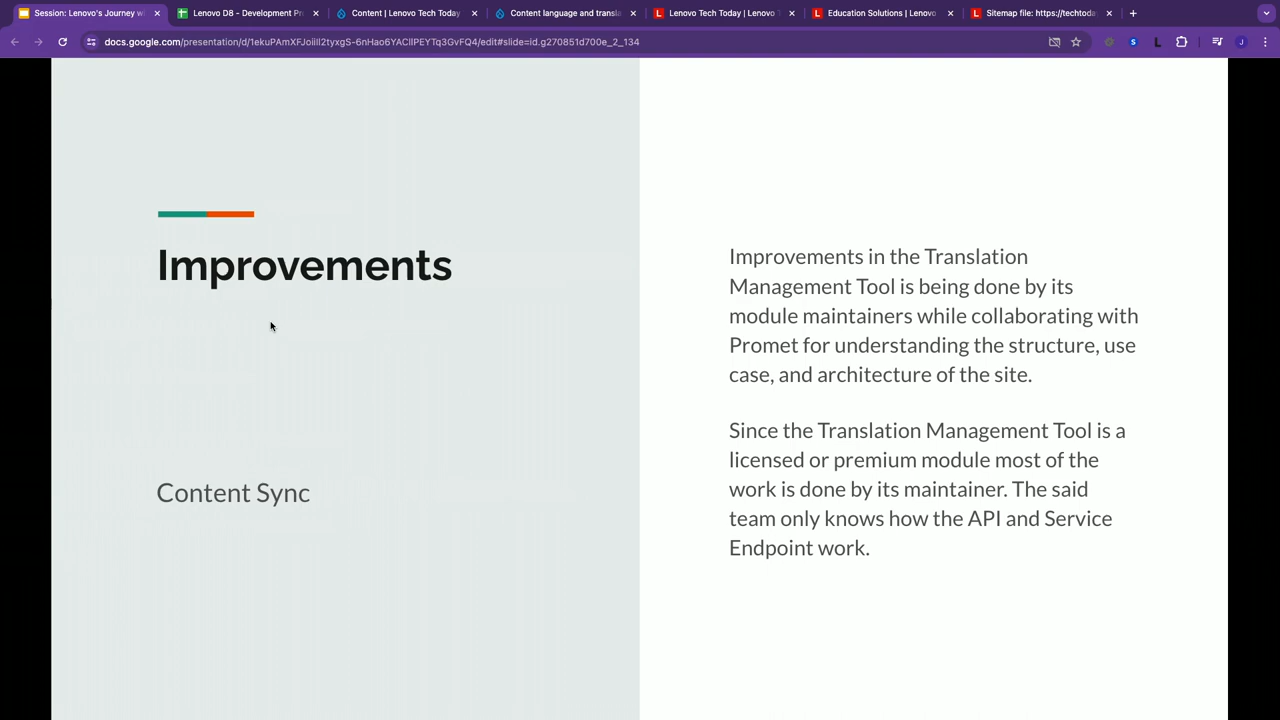 Session: Lenovo's Journey wi
Lenovo D8 - Development Pr
Content | Lenovo Tech Today
Content language and transla
Lenovo Tech Today | Lenovo T
Education Solutions | Lenovo
Sitemap file: https://techtoda
docs.google.com/presentation/d/1ekuPAmXFJoiill2tyxgS-6nHao6YAClIPEYTq3GvFQ4/edit#slide=id.g270851d700e_2_134
Improvements
Content Sync
Improvements in the Translation
Management Tool is being done by its
module maintainers while collaborating with
Promet for understanding the structure, use
case, and architecture of the site.
Since the Translation Management Tool is a
licensed or premium module most of the
work is done by its maintainer. The said
team only knows how the API and Service
Endpoint work.